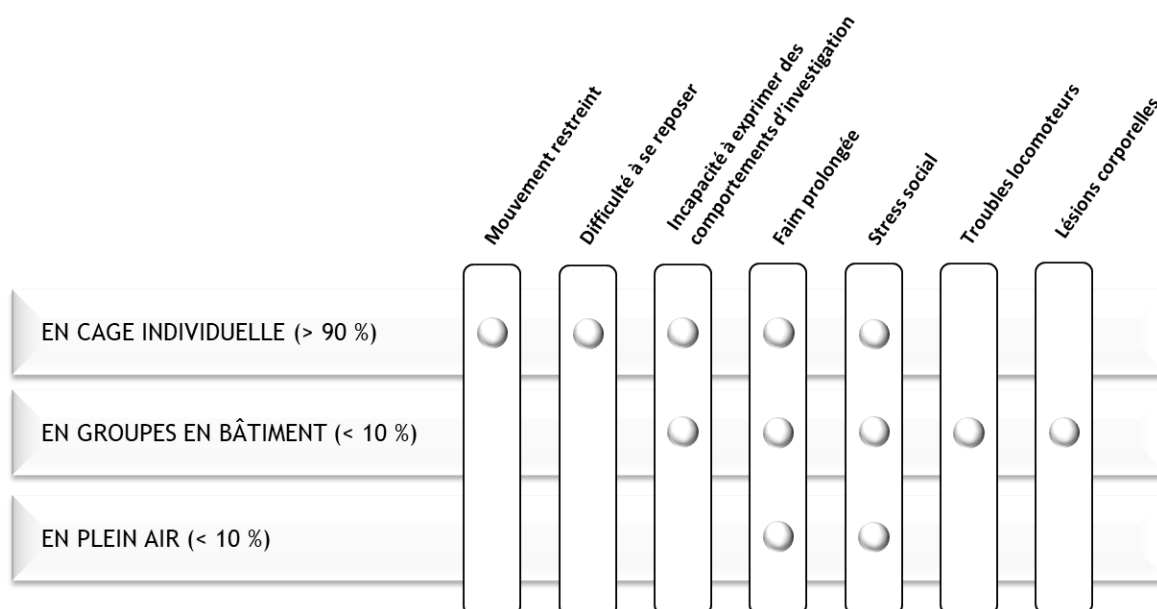 Mouvement restreint
Difficulté à se reposer
Incapacité à exprimer des
comportements d'investigation
Faim prolongée
Stress social
Troubles locomoteurs
Lésions corporelles
EN CAGE INDIVIDUELLE (> 90 %)
EN GROUPES EN BÂTIMENT (< 10 %)
EN PLEIN AIR (< 10 %)